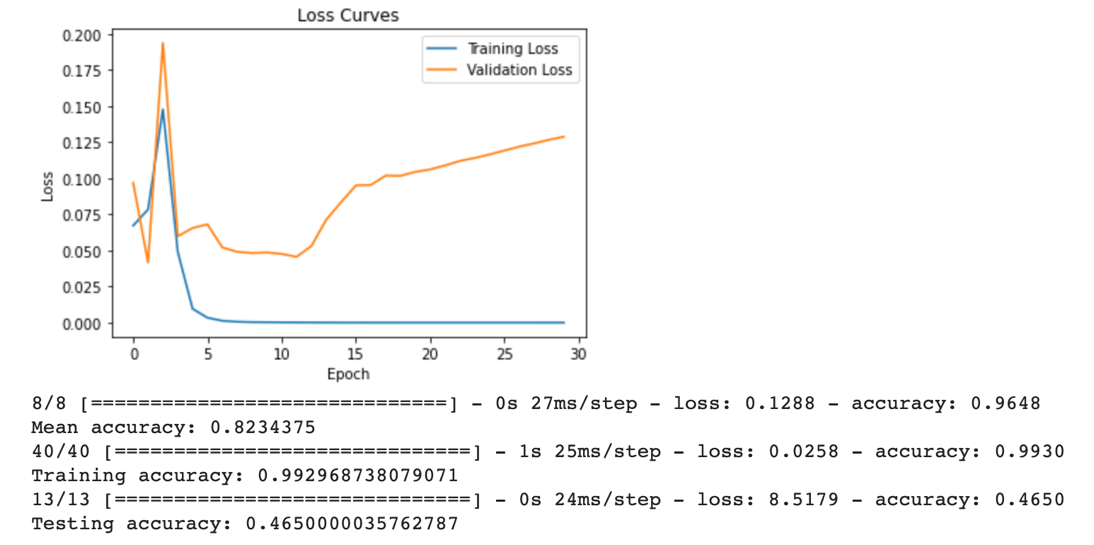 Loss Curves
Training Loss
Validation Loss
0.200
0.175
0.150
0.125
0.100
0.075
0.050
0.025
0.000
Loss
0 5 10 15 20 25 30
Epoch
8/8 [==============================] - 0s 27ms/step - loss: 0.1288 - accuracy: 0.9648
Mean accuracy: 0.8234375
40/40 [==============================] - 1s 25ms/step - loss: 0.0258 - accuracy: 0.9930
Training accuracy: 0.992968738079071
13/13 [==============================] - 0s 24ms/step - loss: 8.5179 - accuracy: 0.4650
Testing accuracy: 0.4650000035762787